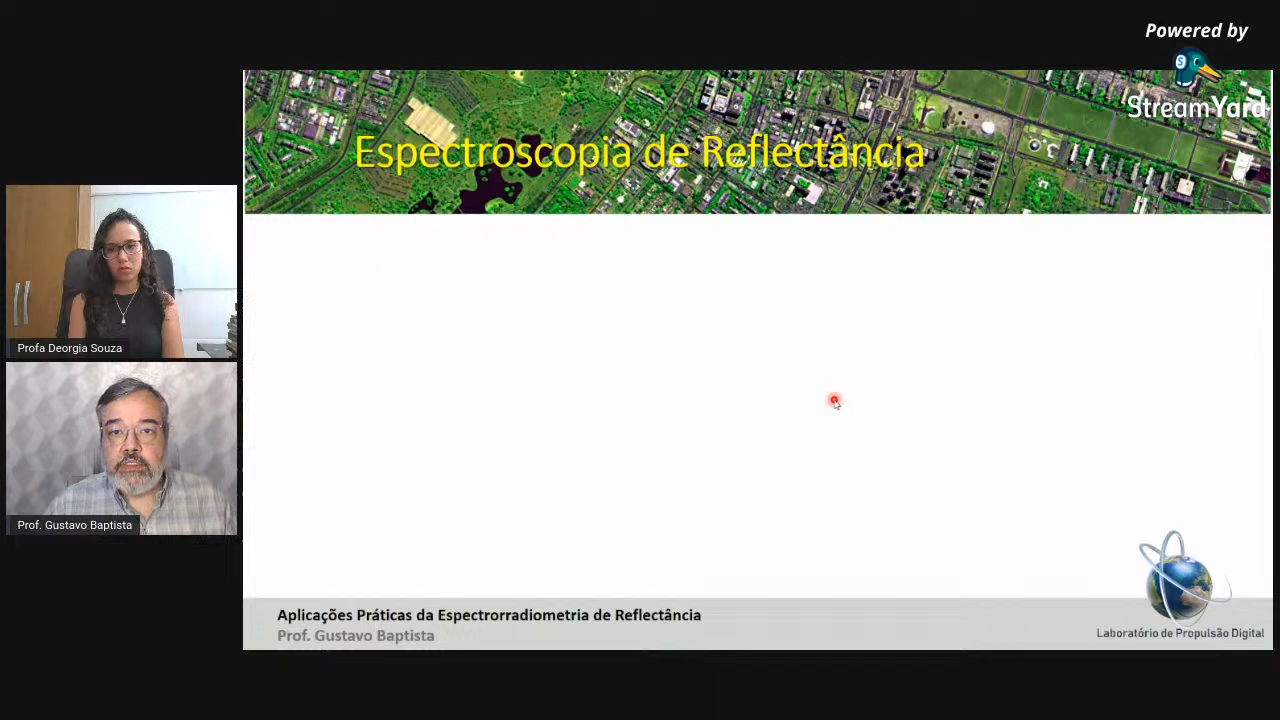 Powered by
StreamYard
Espectroscopia de Reflectância
Profa Deorgia Souza
Prof. Gustavo Baptista
Aplicações Práticas da Espectrorradiometria de Reflectância
Prof. Gustavo Baptista
Laboratório de Propulsão Digital